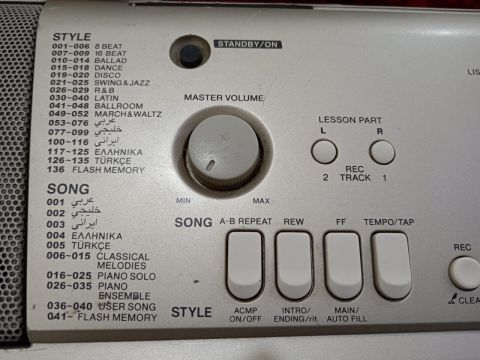 STYLE
001-006 8 BEAT
007-009 16 BEAT
010-014 BALLAD
015-018 DANCE
019-020 DISCO
021-025 SWING&JAZZ
026-029 R&B
030-040 LATIN
041-048 BALLROOM
049-052 MARCH&WALTZ
053-076 عربي
077-099 خليجي
100-116 ایرانی
117-125 ΕΛΛΗΝΙΚΑ
126-135 TÜRKÇE
136 FLASH MEMORY
SONG
001 عربي
002 خليجي
003 ایرانی
004 ΕΛΛΗΝΙΚΑ
005 TÜRKÇE
006-015 CLASSICAL
MELODIES
016-025 PIANO SOLO
026-035 PIANO
ENSEMBLE
036-040 USER SONG
041- FLASH MEMORY
STANDBY/ON
MASTER VOLUME
MIN MAX
LESSON PART
L R
REC
2 TRACK 1
SONG A-B REPEAT REW FF TEMPO/TAP
STYLE ACMP
ON/OFF
INTRO/
ENDING/rit.
MAIN/
AUTO FILL
LIS
REC
CLEA